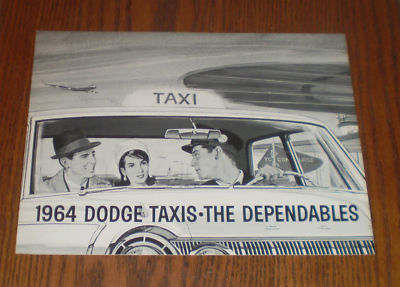 TAXI
1964 DODGE TAXIS·THE DEPENDABLES